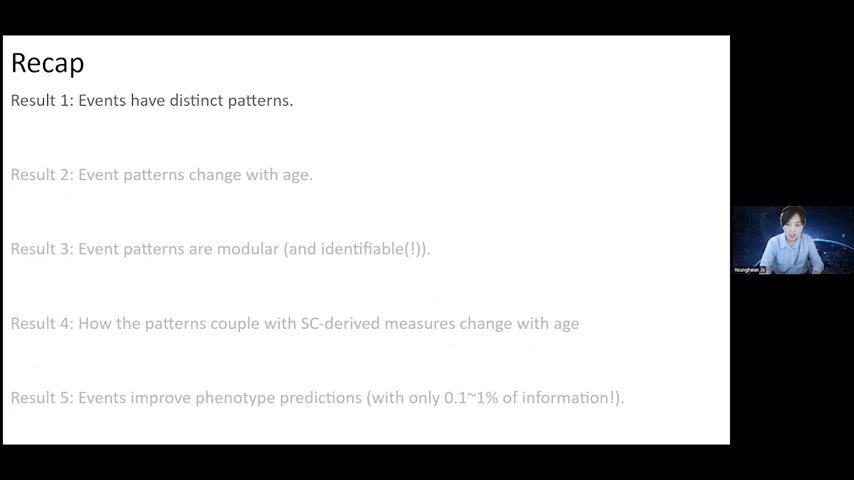 Recap
Result 1: Events have distinct patterns.
Result 2: Event patterns change with age.
Result 3: Event patterns are modular (and identifiable(!)).
Result 4: How the patterns couple with SC-derived measures change with age
Result 5: Events improve phenotype predictions (with only 0.1~1% of information!).